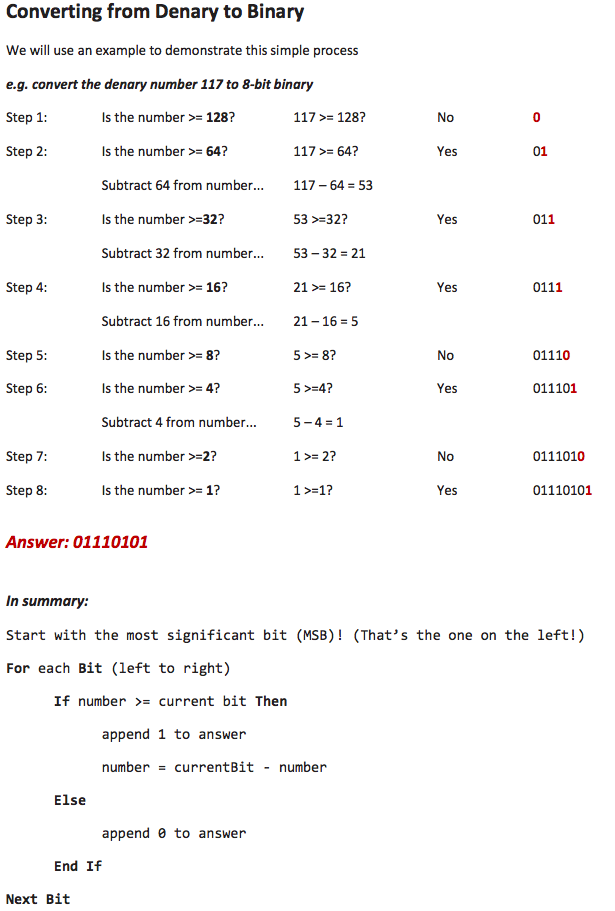 Converting from Denary to Binary
We will use an example to demonstrate this simple process
e.g. convert the denary number 117 to 8-bit binary
Step 1: Is the number >= 128? 117 >= 128? No 0
Step 2: Is the number >= 64? 117 >= 64? Yes 01
Subtract 64 from number... 117 – 64 = 53
Step 3: Is the number >=32? 53 >=32? Yes 011
Subtract 32 from number... 53 – 32 = 21
Step 4: Is the number >= 16? 21 >= 16? Yes 0111
Subtract 16 from number... 21 – 16 = 5
Step 5: Is the number >= 8? 5 >= 8? No 01110
Step 6: Is the number >= 4? 5 >=4? Yes 011101
Subtract 4 from number... 5 – 4 = 1
Step 7: Is the number >=2? 1 >= 2? No 0111010
Step 8: Is the number >= 1? 1 >=1? Yes 01110101
Answer: 01110101
In summary:
Start with the most significant bit (MSB)! (That’s the one on the left!)
For each Bit (left to right)
If number >= current bit Then
append 1 to answer
number = currentBit - number
Else
append 0 to answer
End If
Next Bit